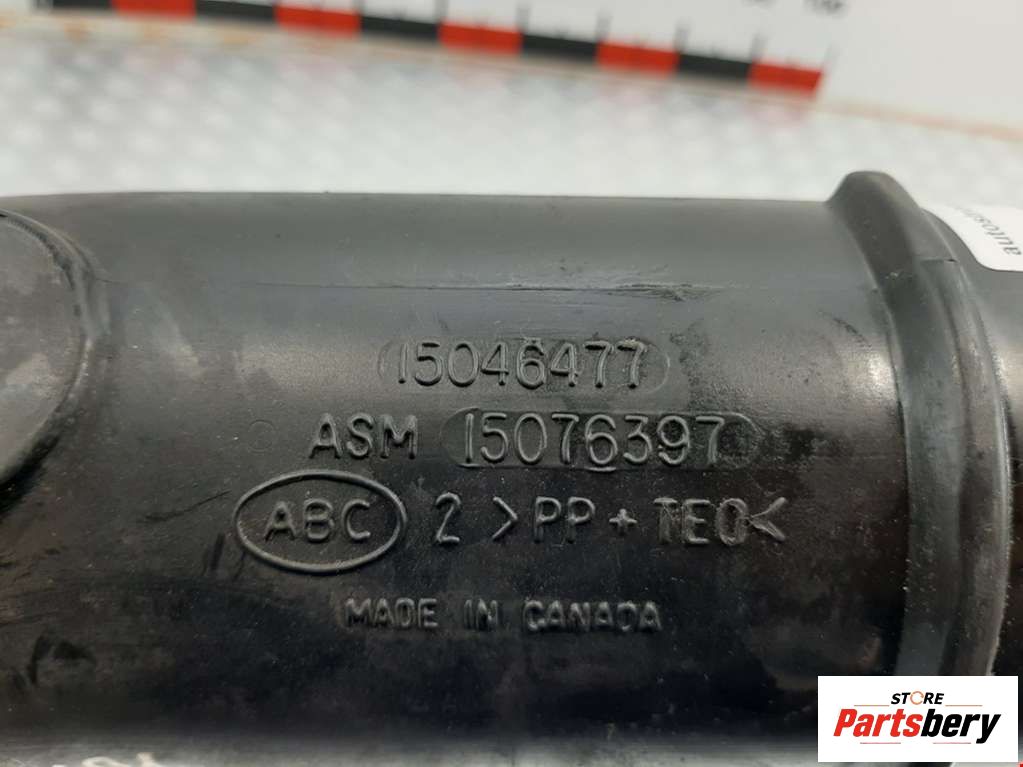 15046477
ASM 15076397
ABC 2 >PP+TEO<
MADE IN CANADA
STORE
Partsbery